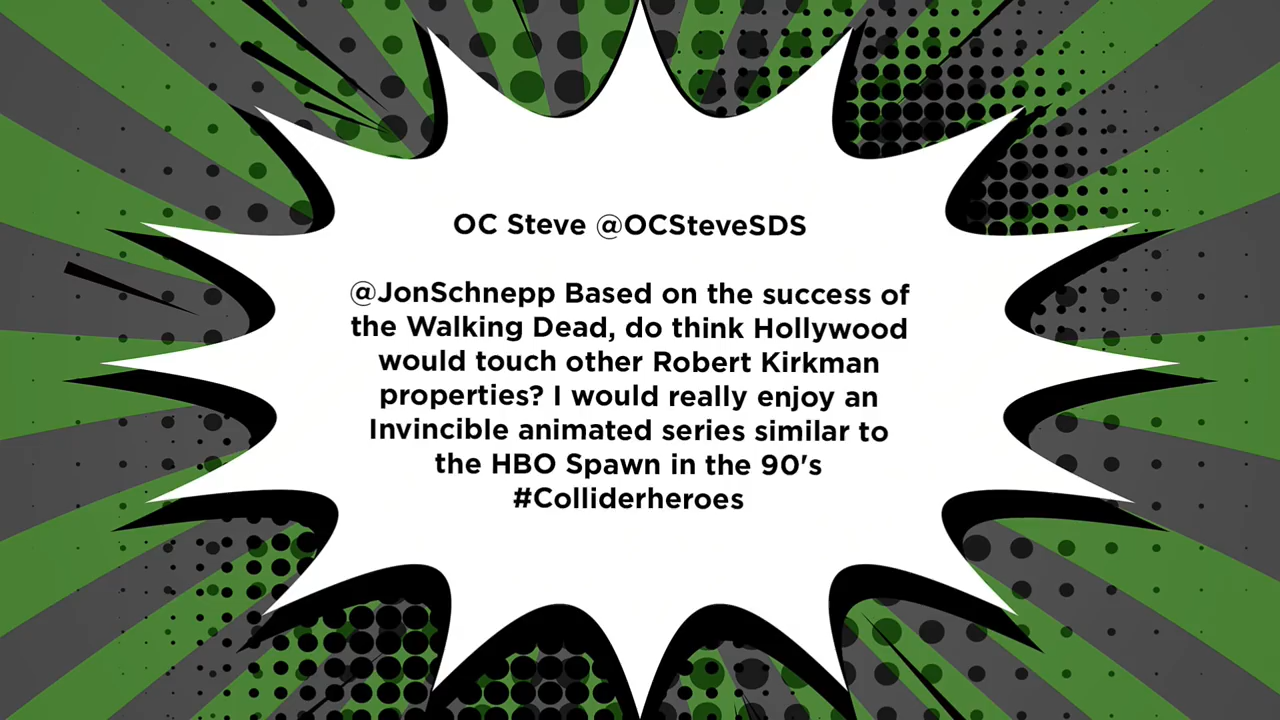 OC Steve @OCSteveSDS
@JonSchnepp Based on the success of
the Walking Dead, do think Hollywood
would touch other Robert Kirkman
properties? I would really enjoy an
Invincible animated series similar to
the HBO Spawn in the 90's
#Colliderheroes